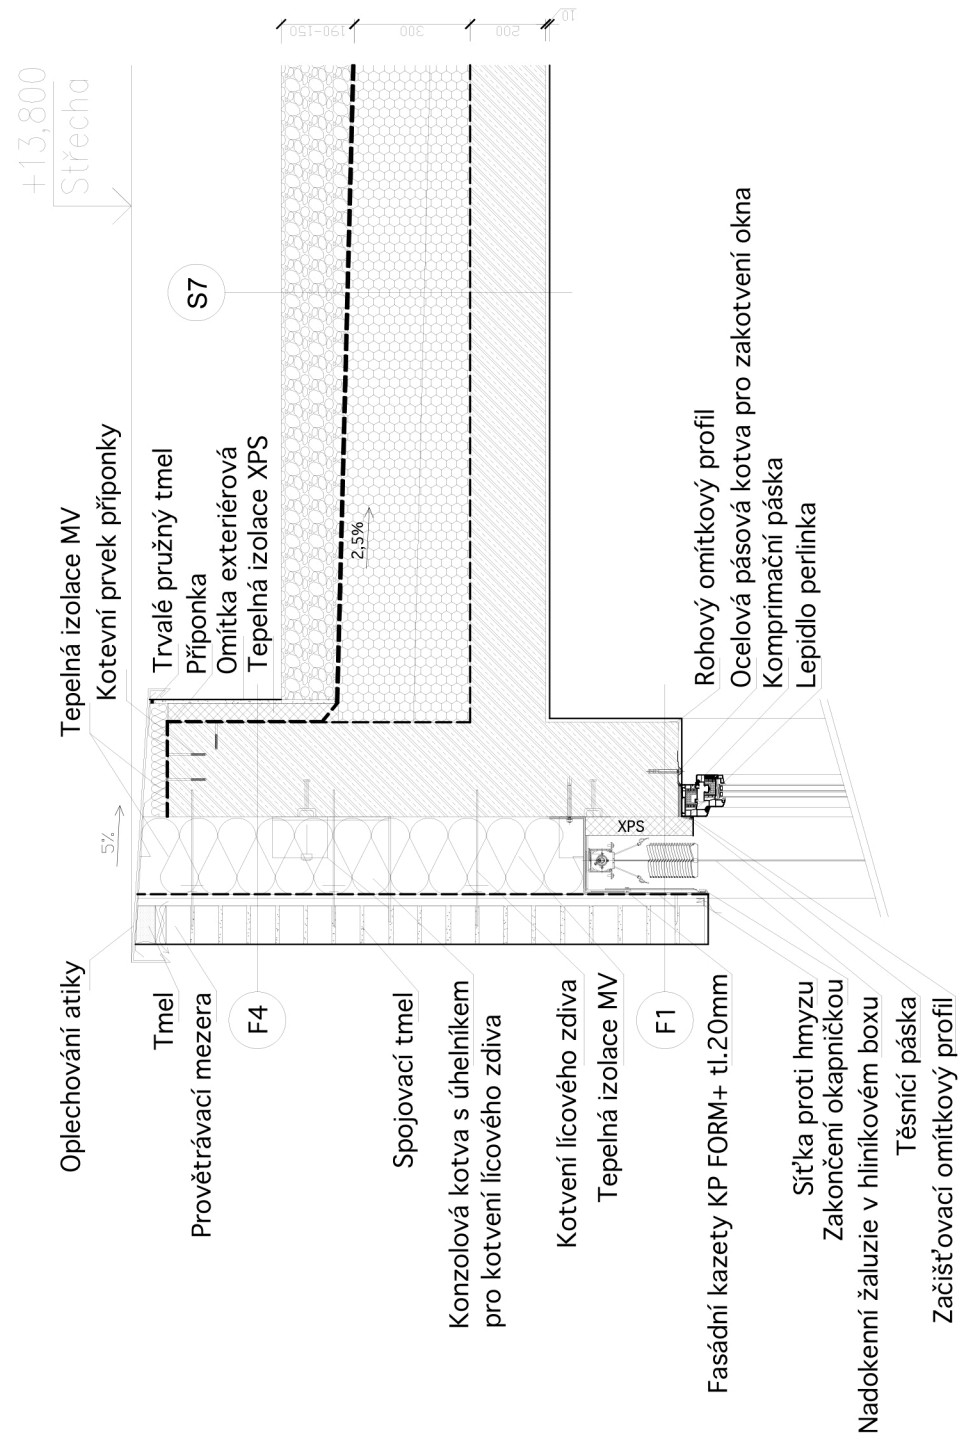 +13,800
Střecha
190-150
300
200
10
S7
Tepelná izolace MV
Kotevní prvek příponky
Trvalé pružný tmel
Příponka
Omítka exteriérová
Tepelná izolace XPS
2,5%
5%
Rohový omítkový profil
Ocelová pásová kotva pro zakotvení okna
Komprimační páska
Lepidlo perlinka
XPS
Oplechování atiky
Tmel
Provětrávací mezera
F4
Spojovací tmel
Konzolová kotva s úhelníkem
pro kotvení lícového zdiva
Kotvení lícového zdiva
Tepelná izolace MV
F1
Fasádní kazety KP FORM+ tl.20mm
Síťka proti hmyzu
Zakončení okapničkou
Nadokenní žaluzie v hliníkovém boxu
Těsnící páska
Začišťovací omítkový profil